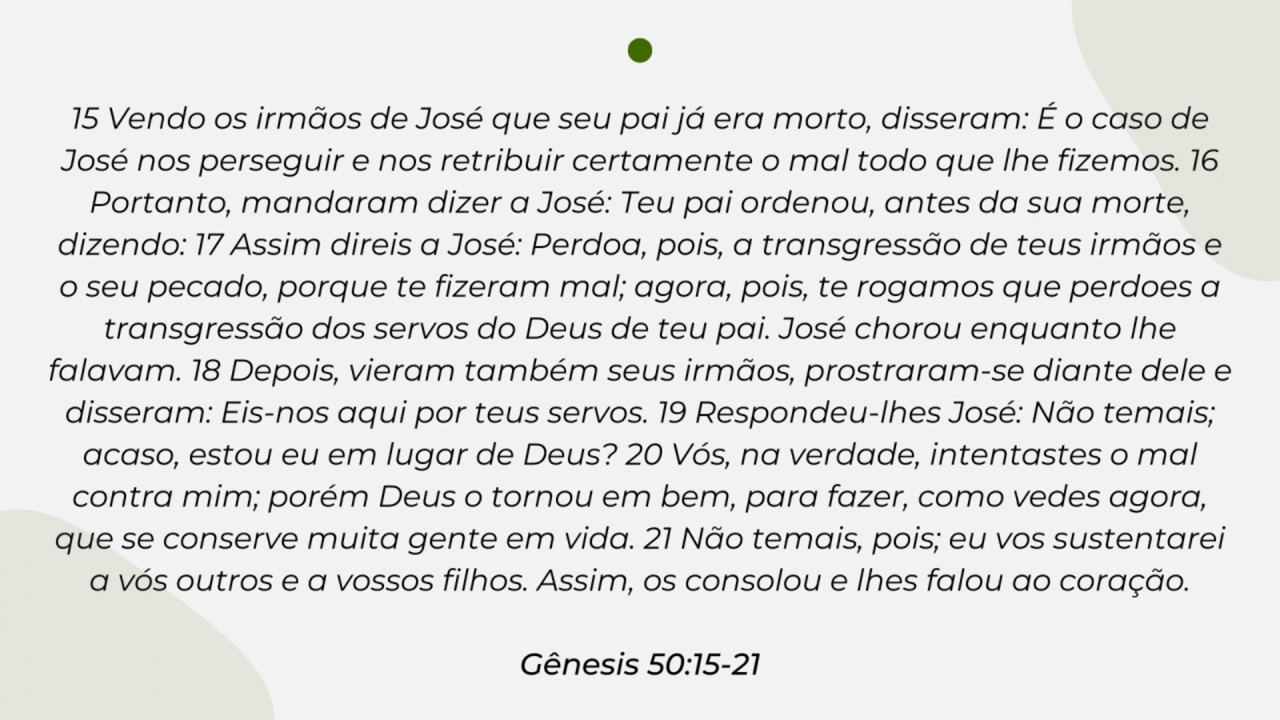 15 Vendo os irmãos de José que seu pai já era morto, disseram: É o caso de
José nos perseguir e nos retribuir certamente o mal todo que lhe fizemos. 16
Portanto, mandaram dizer a José: Teu pai ordenou, antes da sua morte,
dizendo: 17 Assim direis a José: Perdoa, pois, a transgressão de teus irmãos e
o seu pecado, porque te fizeram mal; agora, pois, te rogamos que perdoes a
transgressão dos servos do Deus de teu pai. José chorou enquanto lhe
falavam. 18 Depois, vieram também seus irmãos, prostraram-se diante dele e
disseram: Eis-nos aqui por teus servos. 19 Respondeu-lhes José: Não temais;
acaso, estou eu em lugar de Deus? 20 Vós, na verdade, intentastes o mal
contra mim; porém Deus o tornou em bem, para fazer, como vedes agora,
que se conserve muita gente em vida. 21 Não temais, pois; eu vos sustentarei
a vós outros e a vossos filhos. Assim, os consolou e lhes falou ao coração.
Gênesis 50:15-21